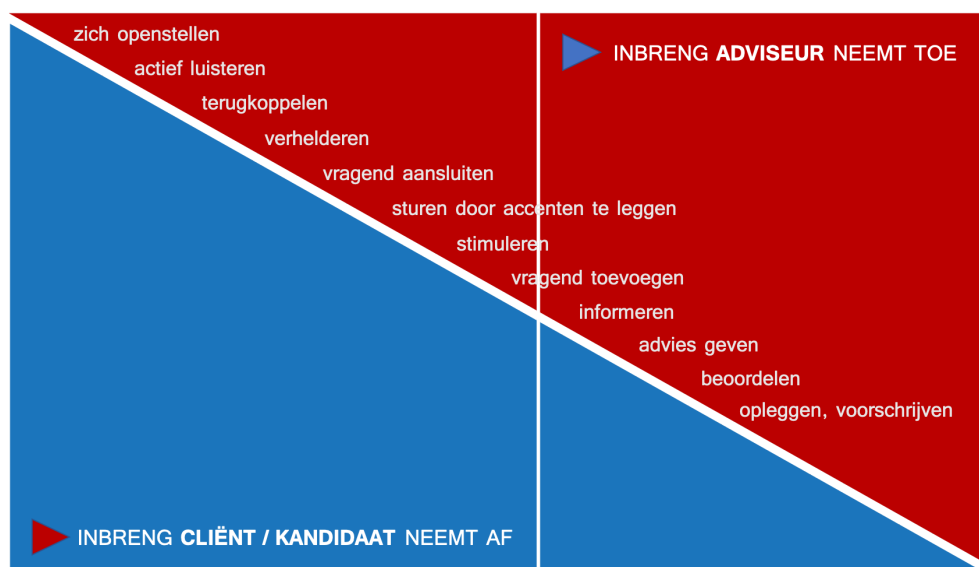 zich openstellen
INBRENG ADVISEUR NEEMT TOE
actief luisteren
terugkoppelen
verhelderen
vragend aansluiten
sturen door accenten te leggen
stimuleren
vragend toevoegen
informeren
advies geven
beoordelen
opleggen, voorschrijven
INBRENG CLIËNT / KANDIDAAT NEEMT AF